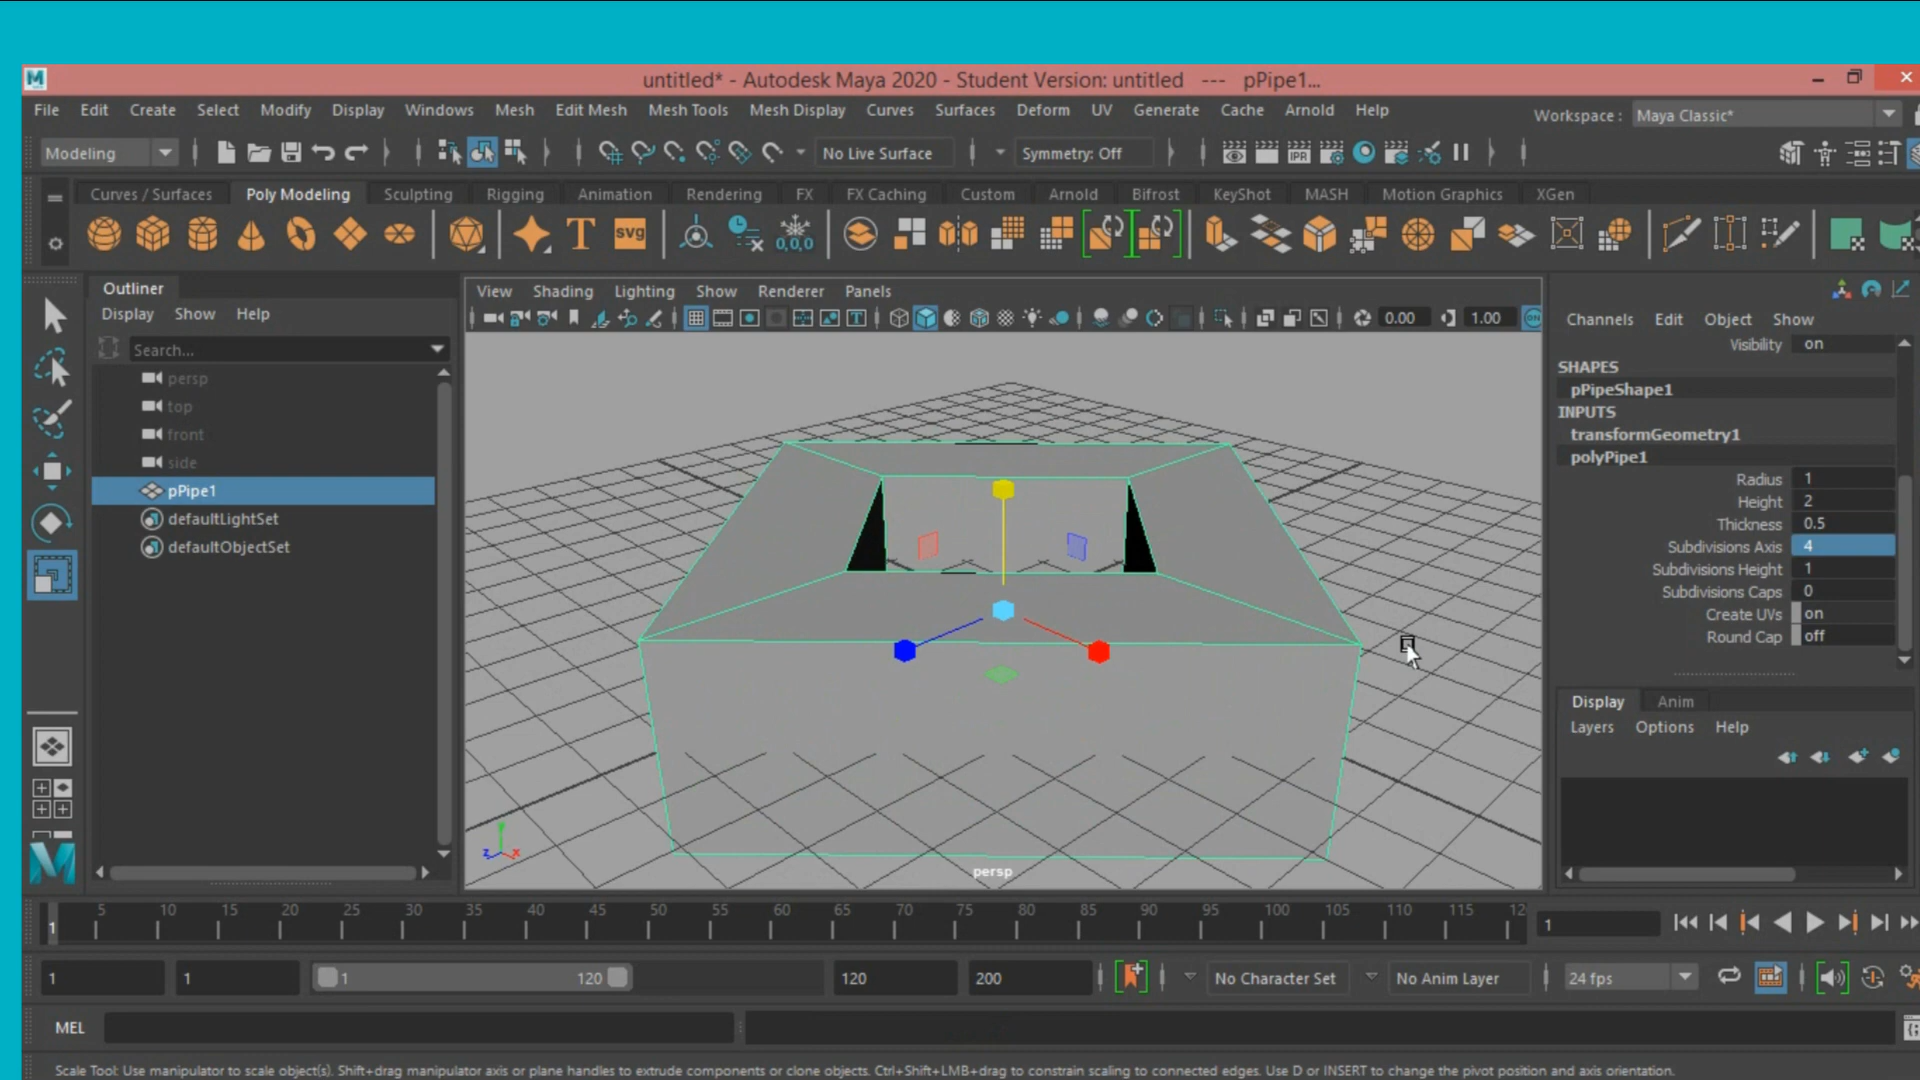 untitled* - Autodesk Maya 2020 - Student Version: untitled --- pPipe1...
File Edit Create Select Modify Display Windows Mesh Edit Mesh Mesh Tools Mesh Display Curves Surfaces Deform UV Generate Cache Arnold Help Workspace : Maya Classic*
Modeling No Live Surface Symmetry: Off IPR
Curves / Surfaces Poly Modeling Sculpting Rigging Animation Rendering FX FX Caching Custom Arnold Bifrost KeyShot MASH Motion Graphics XGen
T svg 0,0,0
Outliner
Display Show Help
Search...
persp
top
front
side
pPipe1
defaultLightSet
defaultObjectSet
View Shading Lighting Show Renderer Panels
0.00 1.00 ON
persp
z x
Channels Edit Object Show
Visibility on
SHAPES
pPipeShape1
INPUTS
transformGeometry1
polyPipe1
Radius 1
Height 2
Thickness 0.5
Subdivisions Axis 4
Subdivisions Height 1
Subdivisions Caps 0
Create UVs on
Round Cap off
Display Anim
Layers Options Help
5 10 15 20 25 30 35 40 45 50 55 60 65 70 75 80 85 90 95 100 105 110 115 12
1 1
1 1 1 120 120 200 No Character Set No Anim Layer 24 fps
MEL
Scale Tool: Use manipulator to scale object(s). Shift+drag manipulator axis or plane handles to extrude components or clone objects. Ctrl+Shift+LMB+drag to constrain scaling to connected edges. Use D or INSERT to change the pivot position and axis orientation.